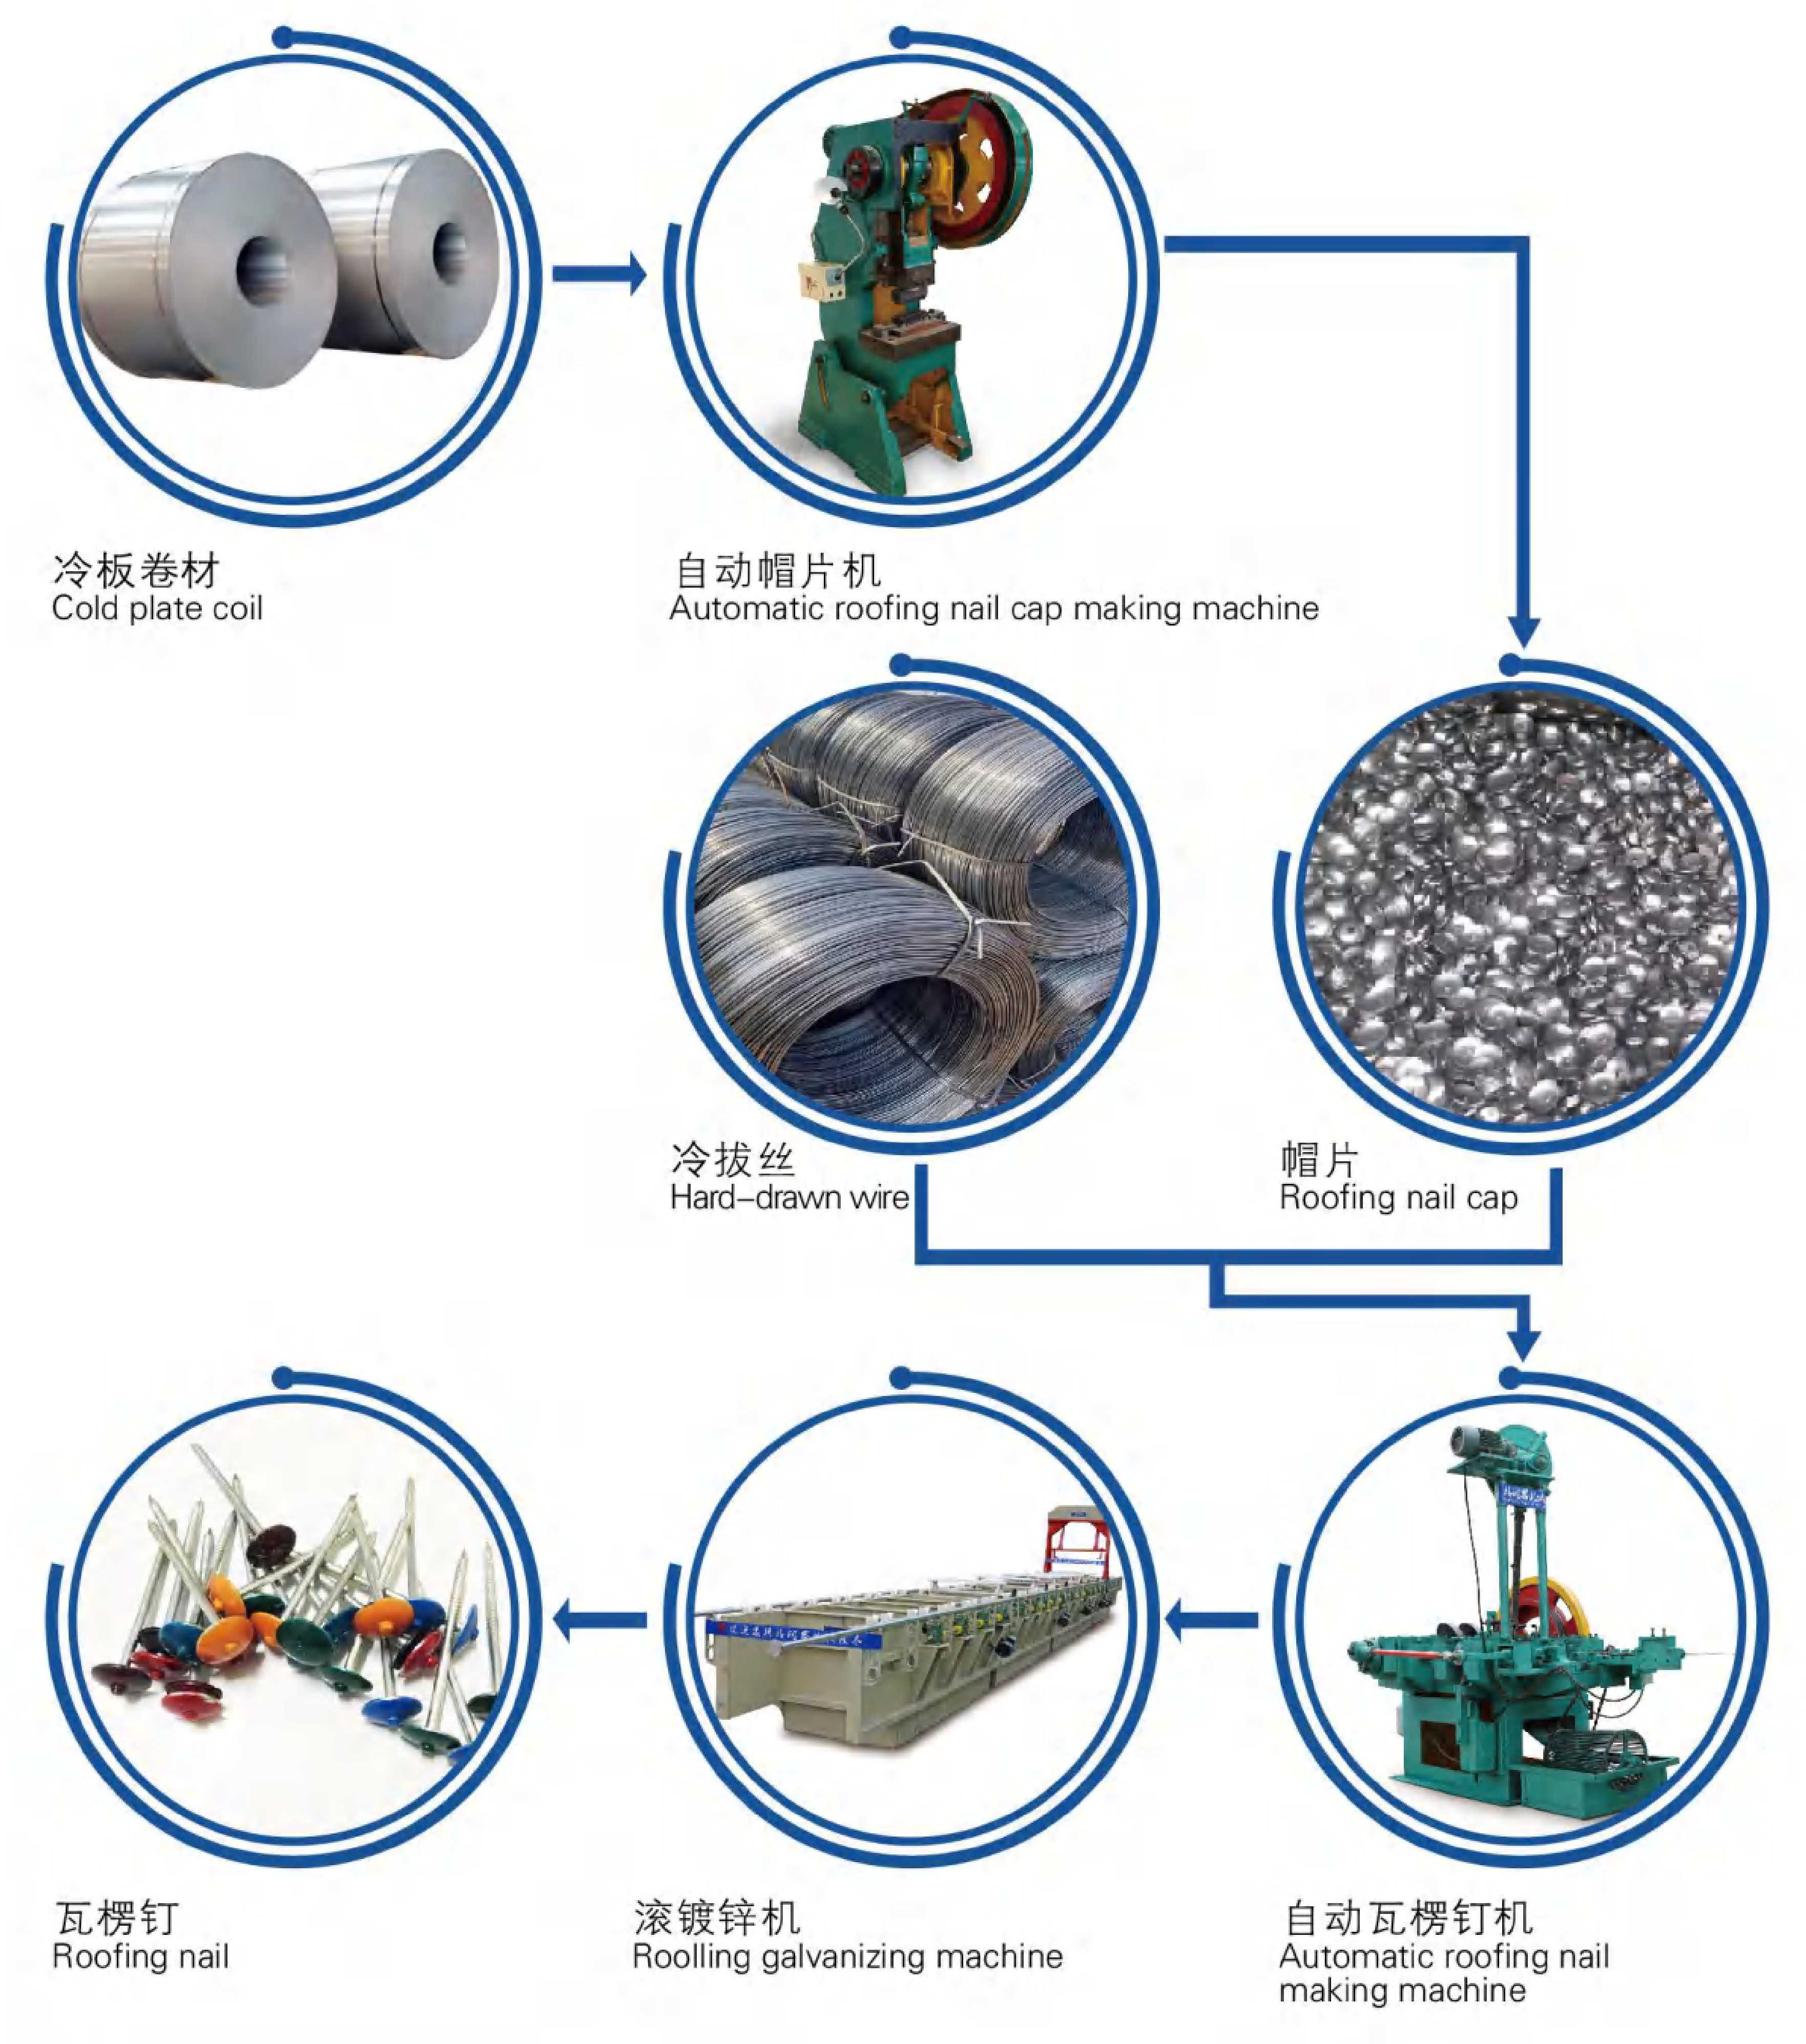 冷板卷材
Cold plate coil
自动帽片机
Automatic roofing nail cap making machine
冷拔丝
Hard-drawn wire
帽片
Roofing nail cap
瓦楞钉
Roofing nail
滚镀锌机
Roolling galvanizing machine
自动瓦楞钉机
Automatic roofing nail
making machine